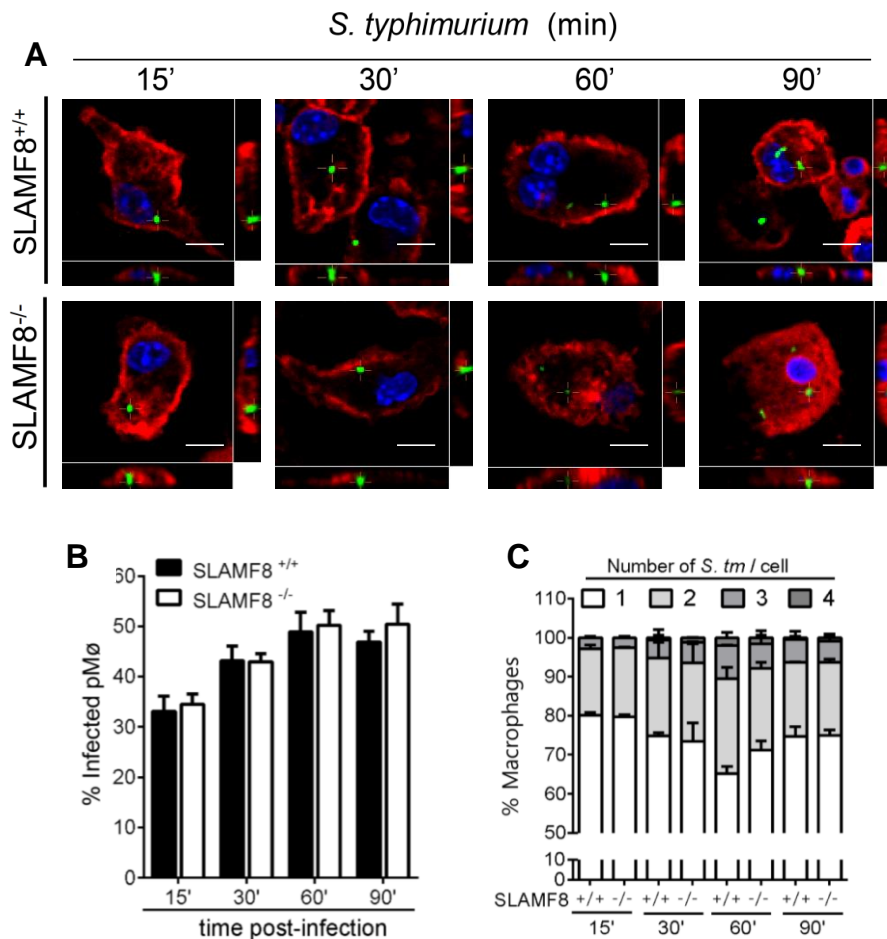 S. typhimurium (min)
A
15’ 30’ 60’ 90’
SLAMF8+/+
SLAMF8-/-
B
SLAMF8 +/+
SLAMF8 -/-
% Infected pMø
60
50
40
30
20
10
0
15' 30' 60' 90'
time post-infection
C
Number of S. tm / cell
1 2 3 4
% Macrophages
110
100
90
80
70
60
50
10
0
SLAMF8 +/+ -/- +/+ -/- +/+ -/- +/+ -/-
15' 30' 60' 90'